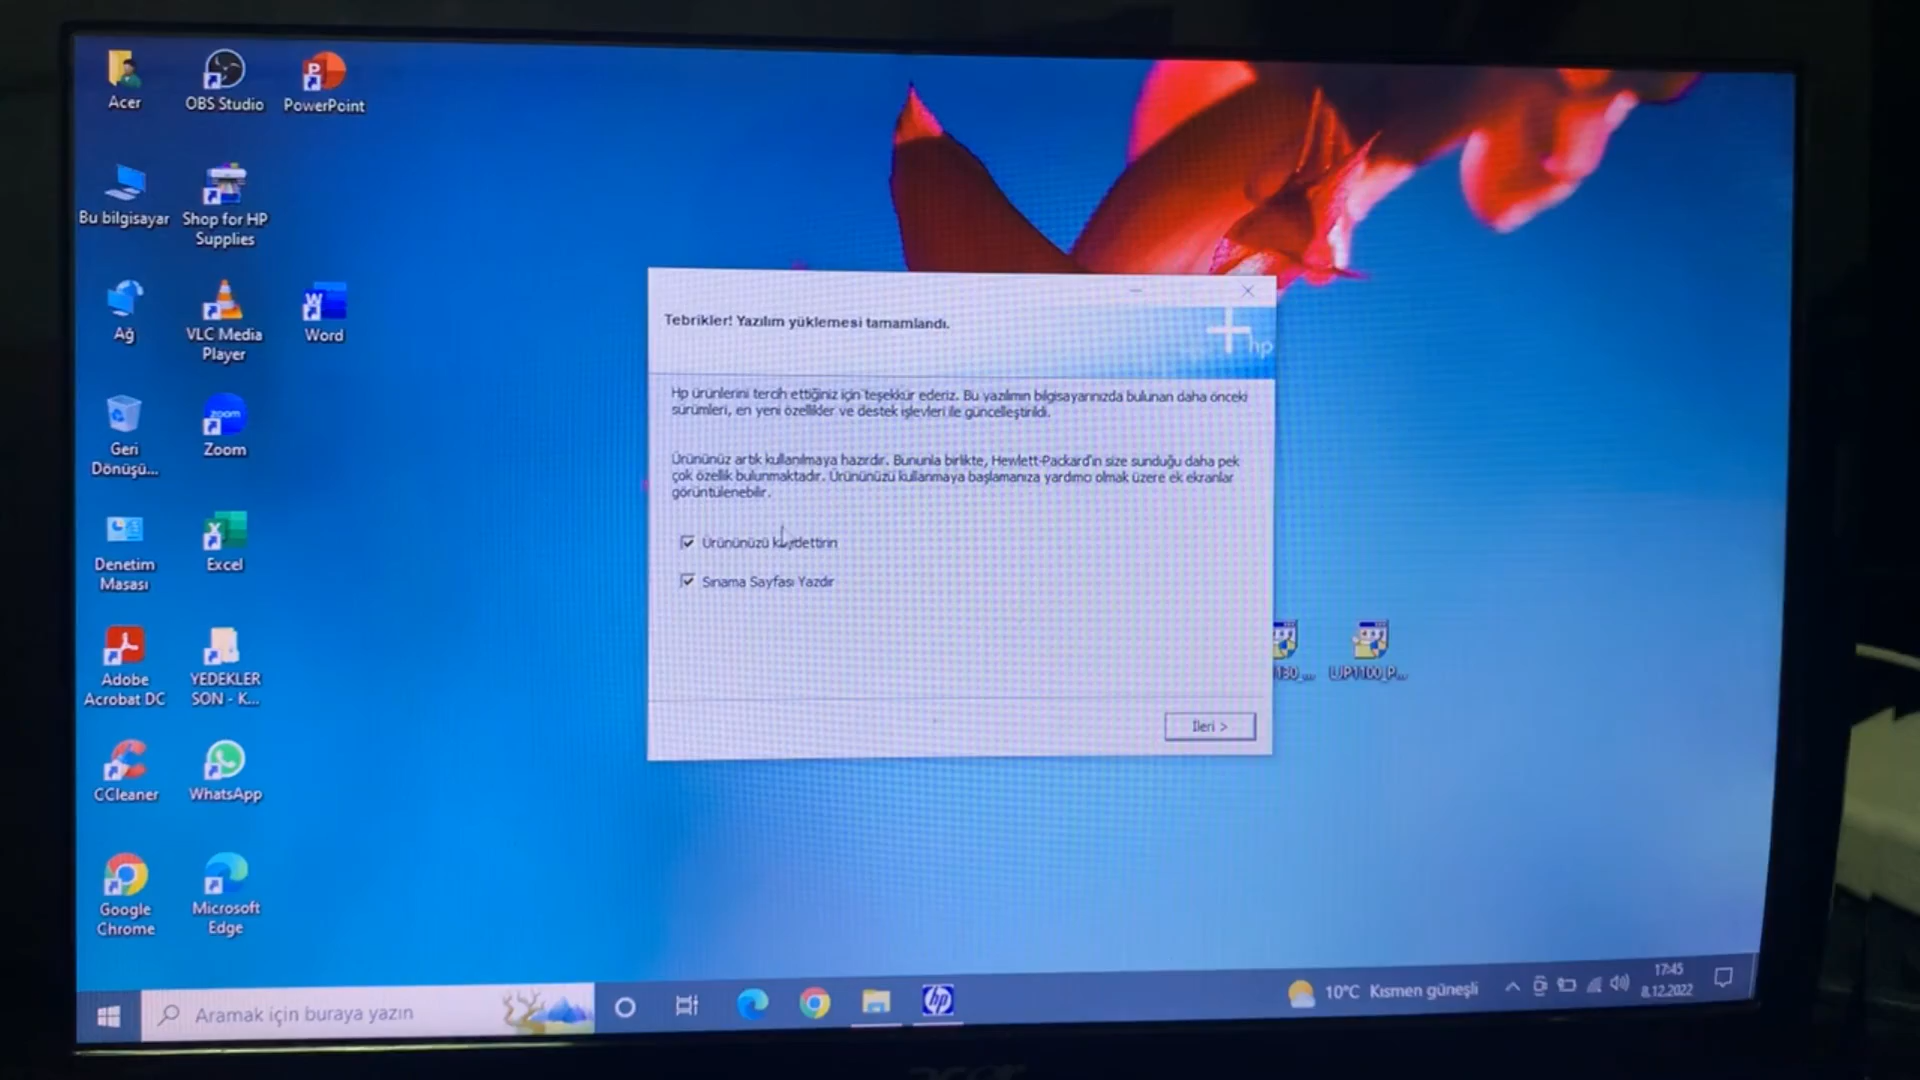 Acer
OBS Studio
PowerPoint
Bu bilgisayar
Shop for HP
Supplies
Ağ
VLC Media
Player
Word
Geri
Dönüşü...
Zoom
Denetim
Masası
Excel
Adobe
Acrobat DC
YEDEKLER
SON - K...
CCleaner
WhatsApp
Google
Chrome
Microsoft
Edge
Tebrikler! Yazılım yüklemesi tamamlandı.
hp
Hp ürünlerini tercih ettiğiniz için teşekkür ederiz. Bu yazılımın bilgisayarınızda bulunan daha önceki
sürümleri, en yeni özellikler ve destek işlevleri ile güncelleştirildi.
Ürününüz artık kullanılmaya hazırdır. Bununla birlikte, Hewlett-Packard'ın size sunduğu daha pek
çok özellik bulunmaktadır. Ürününüzü kullanmaya başlamanıza yardımcı olmak üzere ek ekranlar
görüntülenebilir.
Ürününüzü kaydettirin
Sınama Sayfası Yazdır
İleri >
LJP1100_P...
Aramak için buraya yazın
10°C Kısmen güneşli
17:45
8.12.2022